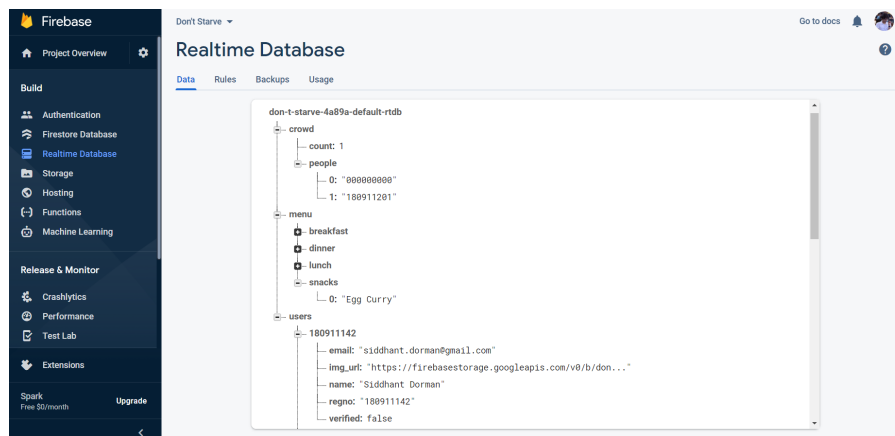 Firebase
Project Overview
Build
Authentication
Firestore Database
Realtime Database
Storage
Hosting
Functions
Machine Learning
Release & Monitor
Crashlytics
Performance
Test Lab
Extensions
Spark
Free $0/month
Upgrade
Don't Starve
Go to docs
Realtime Database
Data Rules Backups Usage
don-t-starve-4a89a-default-rtdb
crowd
count: 1
people
0: "000000000"
1: "180911201"
menu
breakfast
dinner
lunch
snacks
0: "Egg Curry"
users
180911142
email: "siddhant.dorman@gmail.com"
img_url: "https://firebasestorage.googleapis.com/v0/b/don..."
name: "Siddhant Dorman"
regno: "180911142"
verified: false